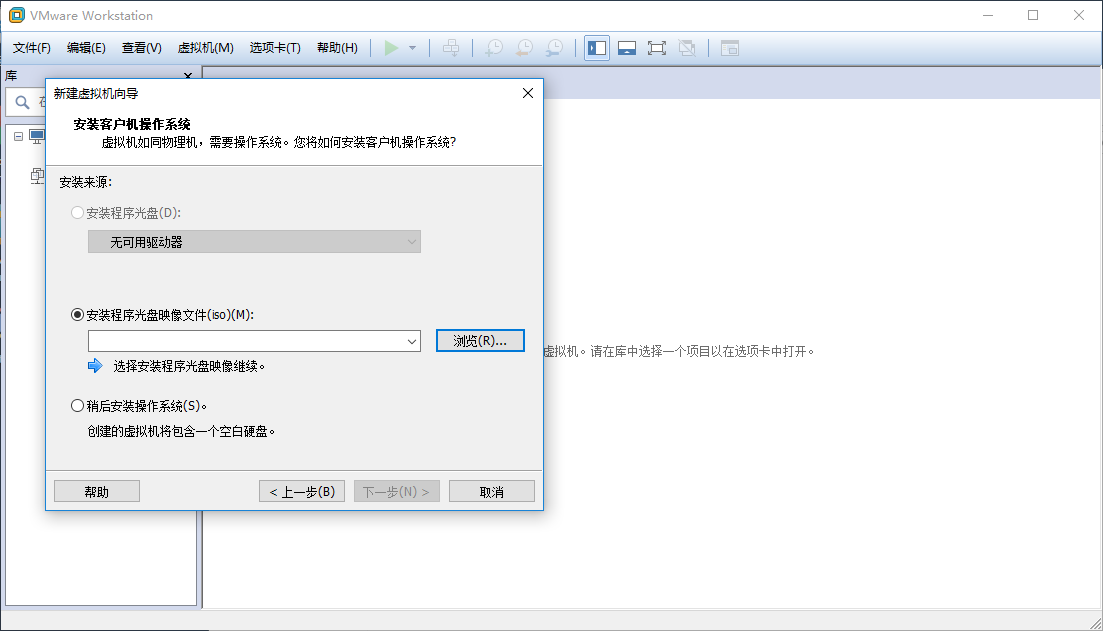 VMware Workstation
文件(F) 编辑(E) 查看(V) 虚拟机(M) 选项卡(T) 帮助(H)
库
新建虚拟机向导
安装客户机操作系统
虚拟机如同物理机，需要操作系统。您将如何安装客户机操作系统?
安装来源:
安装程序光盘(D):
无可用驱动器
安装程序光盘映像文件(iso)(M):
浏览(R)...
虚拟机。请在库中选择一个项目以在选项卡中打开。
选择安装程序光盘映像继续。
稍后安装操作系统(S)。
创建的虚拟机将包含一个空白硬盘。
帮助 < 上一步(B) 下一步(N) > 取消